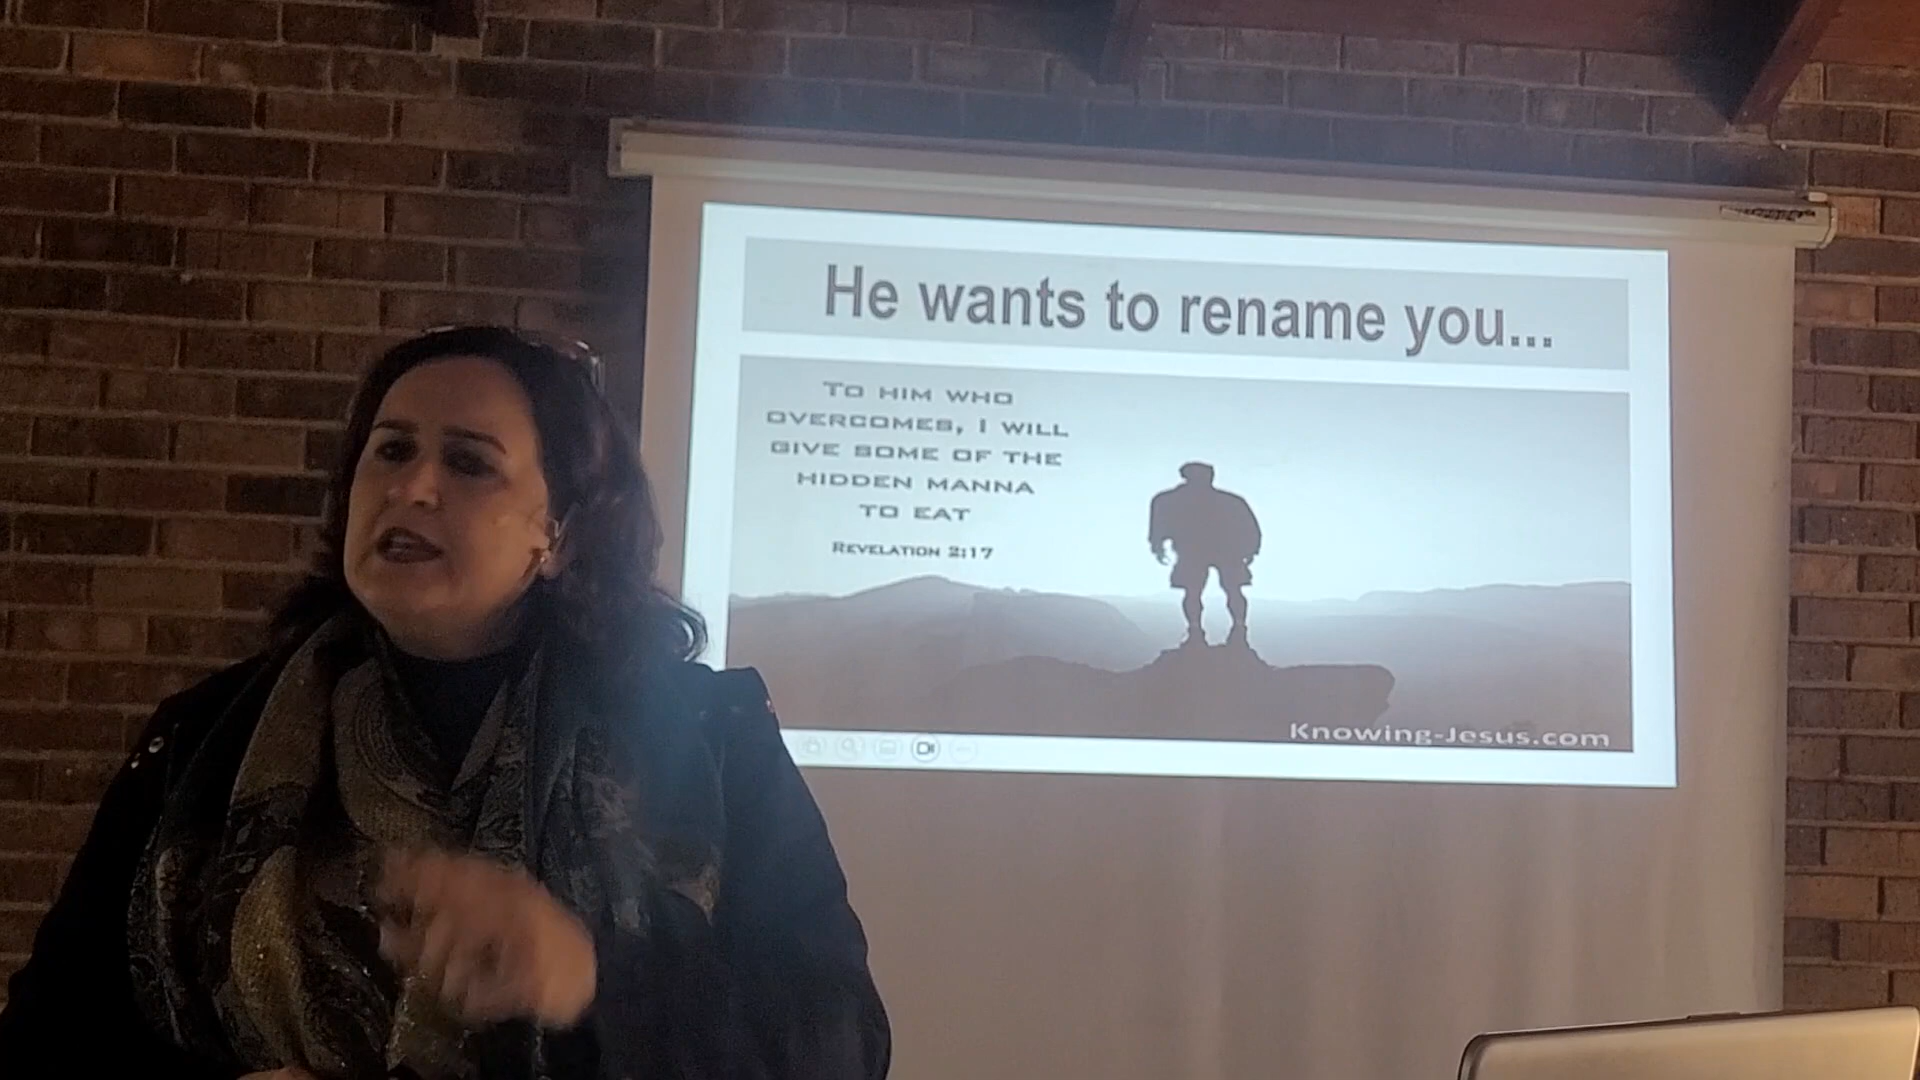 He wants to rename you...
To him who
overcomes, I will
give some of the
hidden manna
to eat
Revelation 2:17
Knowing-Jesus.com